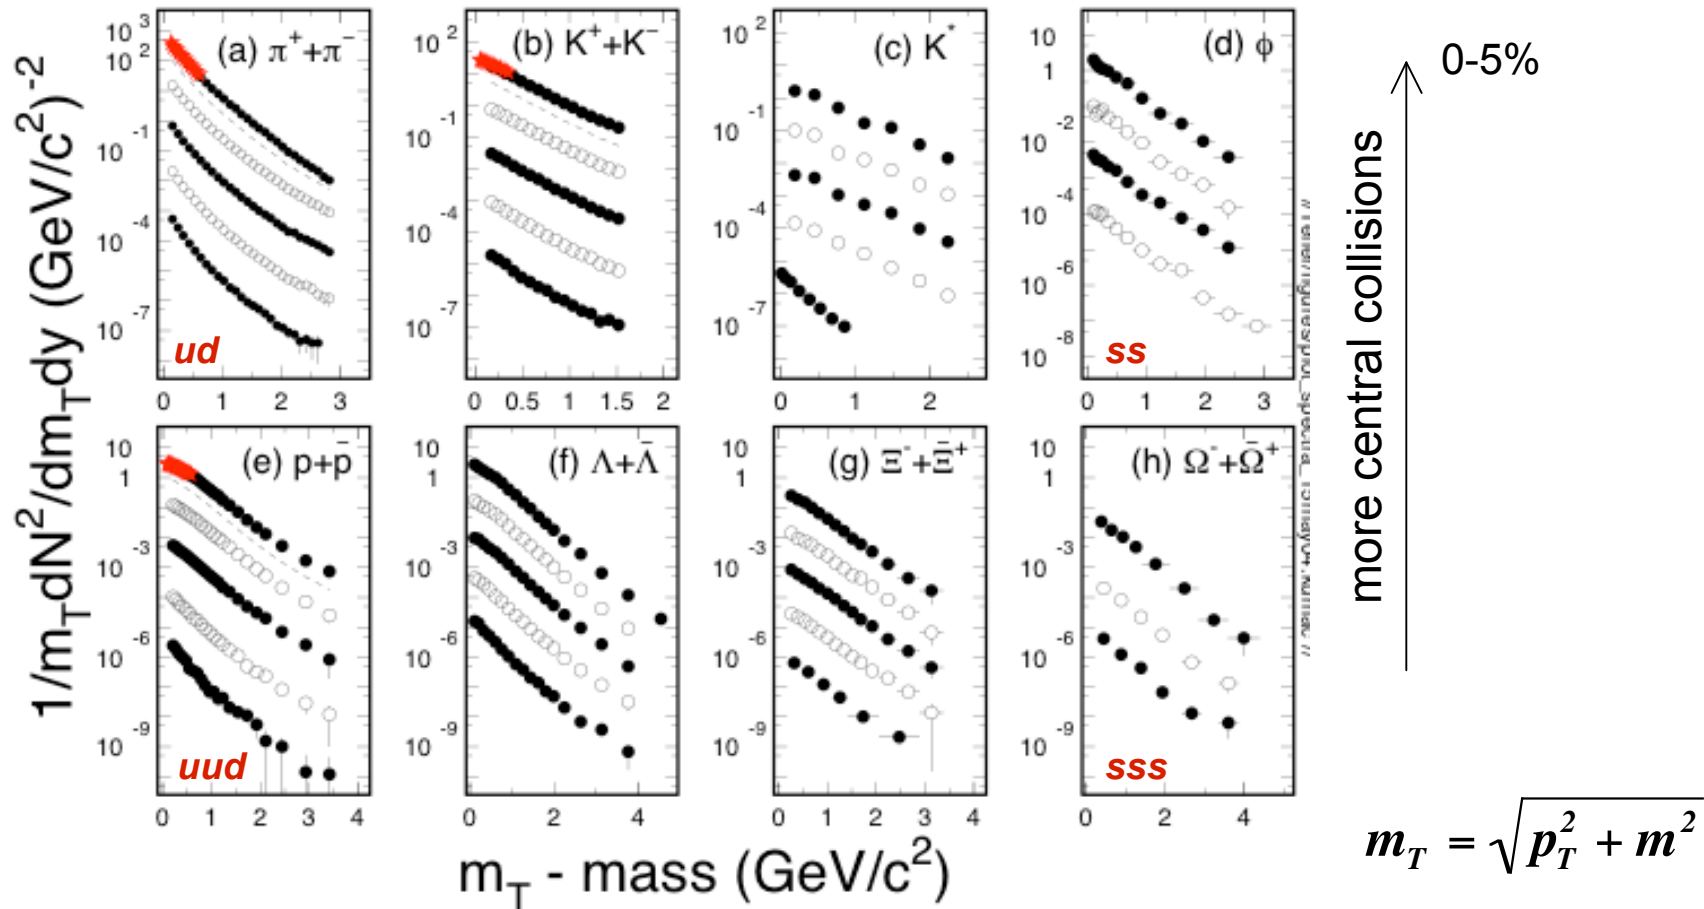 1/m_T dN²/dm_T dy (GeV/c²)⁻²
(a) π⁺+π⁻
10³
10²
10⁻¹
10⁻⁴
10⁻⁷
ud
0 1 2 3
(b) K⁺+K⁻
10²
10⁻¹
10⁻⁴
10⁻⁷
0 0.5 1 1.5 2
(c) K*
10²
10⁻¹
10⁻⁴
10⁻⁷
0 1 2
(d) ϕ
10
1
10⁻²
10⁻⁴
10⁻⁶
10⁻⁸
ss
0 1 2 3
0-5%
more central collisions
(e) p+p̄
10
1
10⁻³
10⁻⁶
10⁻⁹
uud
0 1 2 3 4
(f) Λ+Λ̄
10
1
10⁻³
10⁻⁶
10⁻⁹
0 2 4
(g) Ξ⁻+Ξ̄⁺
10
1
10⁻³
10⁻⁶
10⁻⁹
0 1 2 3 4
(h) Ω⁻+Ω̄⁺
10
1
10⁻³
10⁻⁶
10⁻⁹
sss
0 2 4
m_T - mass (GeV/c²)
m_T = √(p_T² + m²)